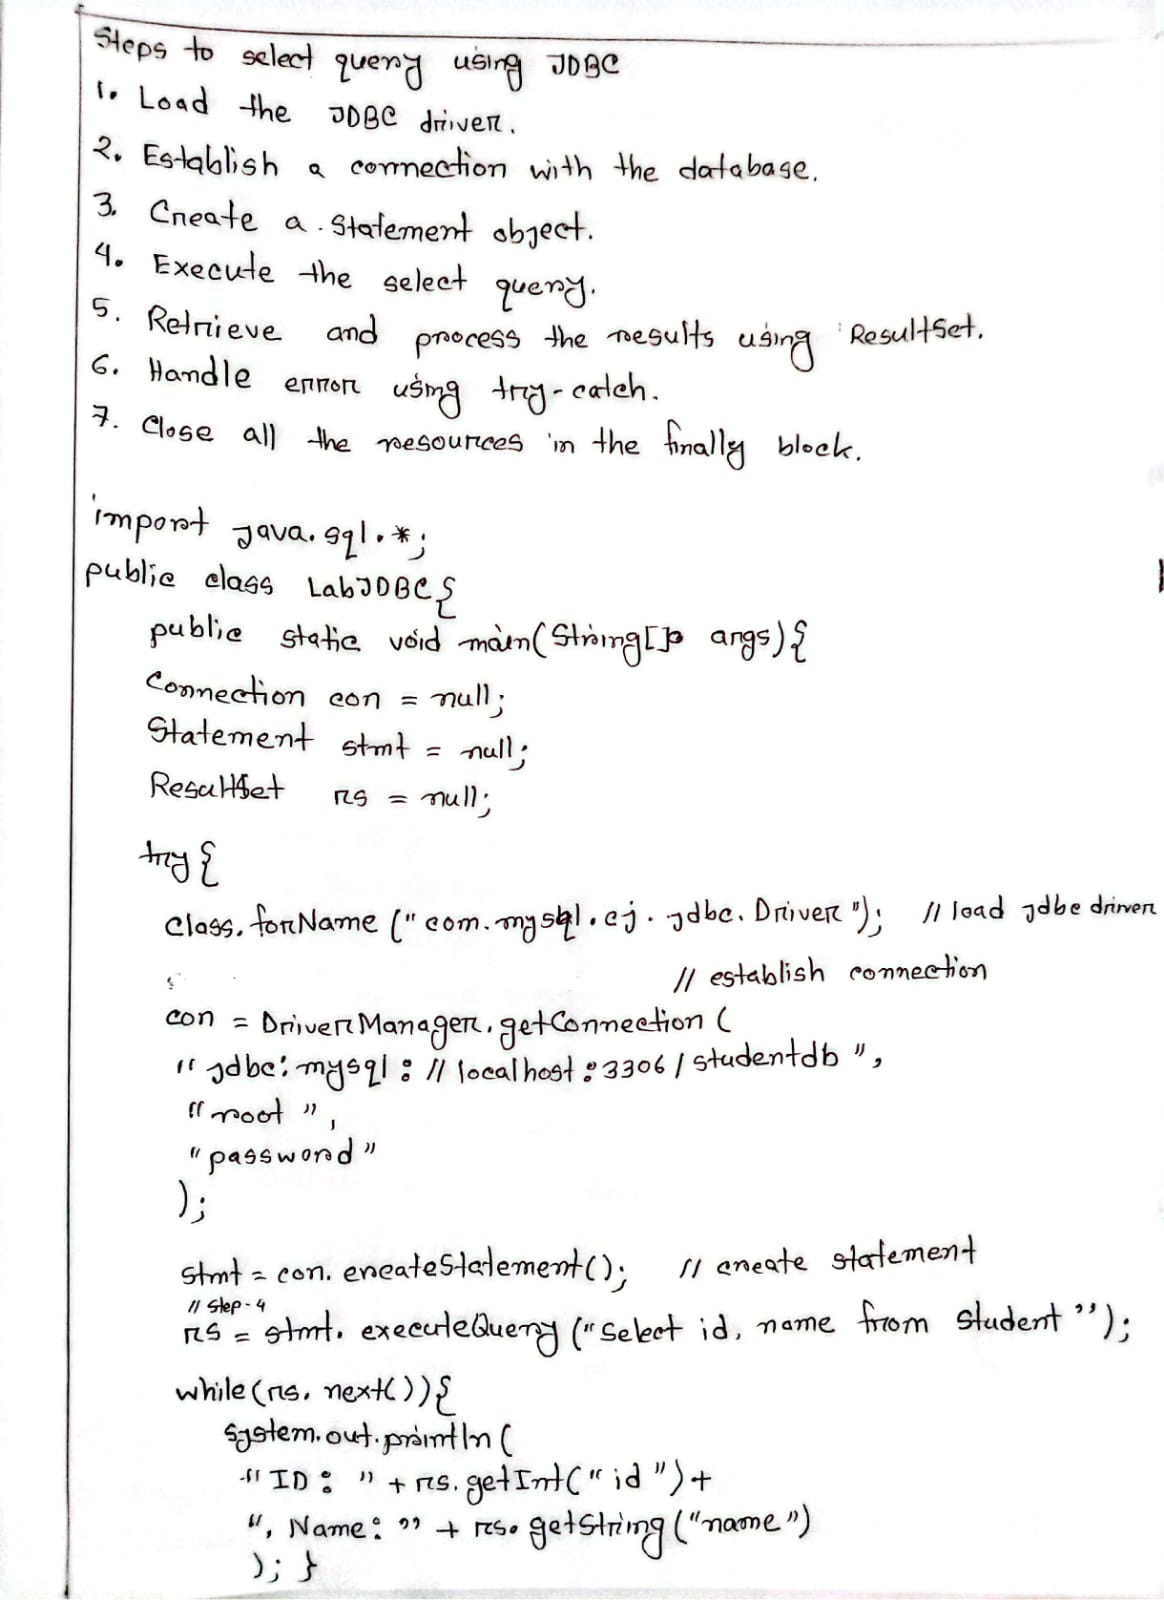 Steps to select query using JDBC
1. Load the JDBC driver.
2. Establish a connection with the database.
3. Create a Statement object.
4. Execute the select query.
5. Retrieve and process the results using ResultSet.
6. Handle error using try-catch.
7. Close all the resources in the finally block.
import java.sql.*;
public class LabJDBC{
public static void main(String[] args){
Connection con = null;
Statement stmt = null;
ResultSet rs = null;
try{
Class.forName("com.mysql.cj.jdbc.Driver"); // load jdbc driver
// establish connection
con = DriverManager.getConnection(
"jdbc:mysql://localhost:3306/studentdb",
"root",
"password"
);
stmt = con.createStatement(); // create statement
// step-4
rs = stmt.executeQuery("Select id, name from student");
while(rs.next()){
System.out.println(
"ID: " + rs.getInt("id")+
", Name: " + rs.getString("name")
); }